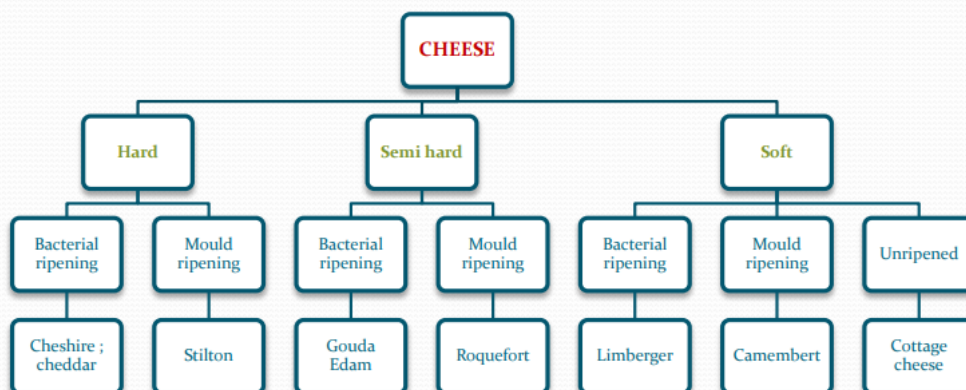 CHEESE
Hard
Semi hard
Soft
Bacterial
ripening
Mould
ripening
Bacterial
ripening
Mould
ripening
Bacterial
ripening
Mould
ripening
Unripened
Cheshire ;
cheddar
Stilton
Gouda
Edam
Roquefort
Limberger
Camembert
Cottage
cheese